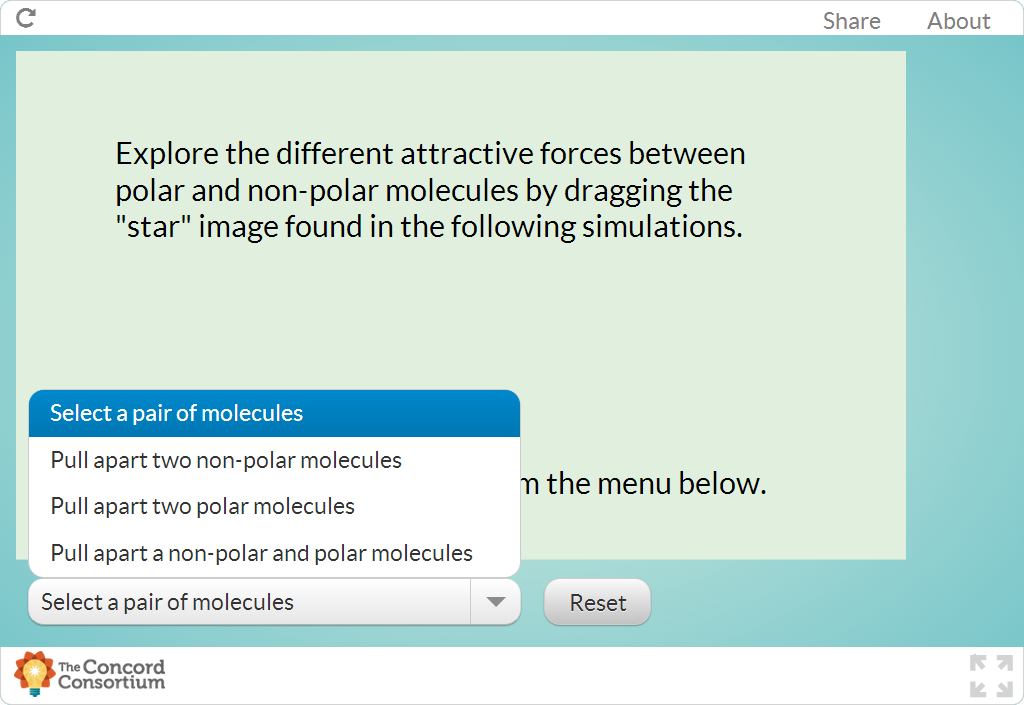 Share About
Explore the different attractive forces between
polar and non-polar molecules by dragging the
"star" image found in the following simulations.
Select a pair of molecules
Pull apart two non-polar molecules
the menu below.
Pull apart two polar molecules
Pull apart a non-polar and polar molecules
Select a pair of molecules
Reset
The Concord
Consortium